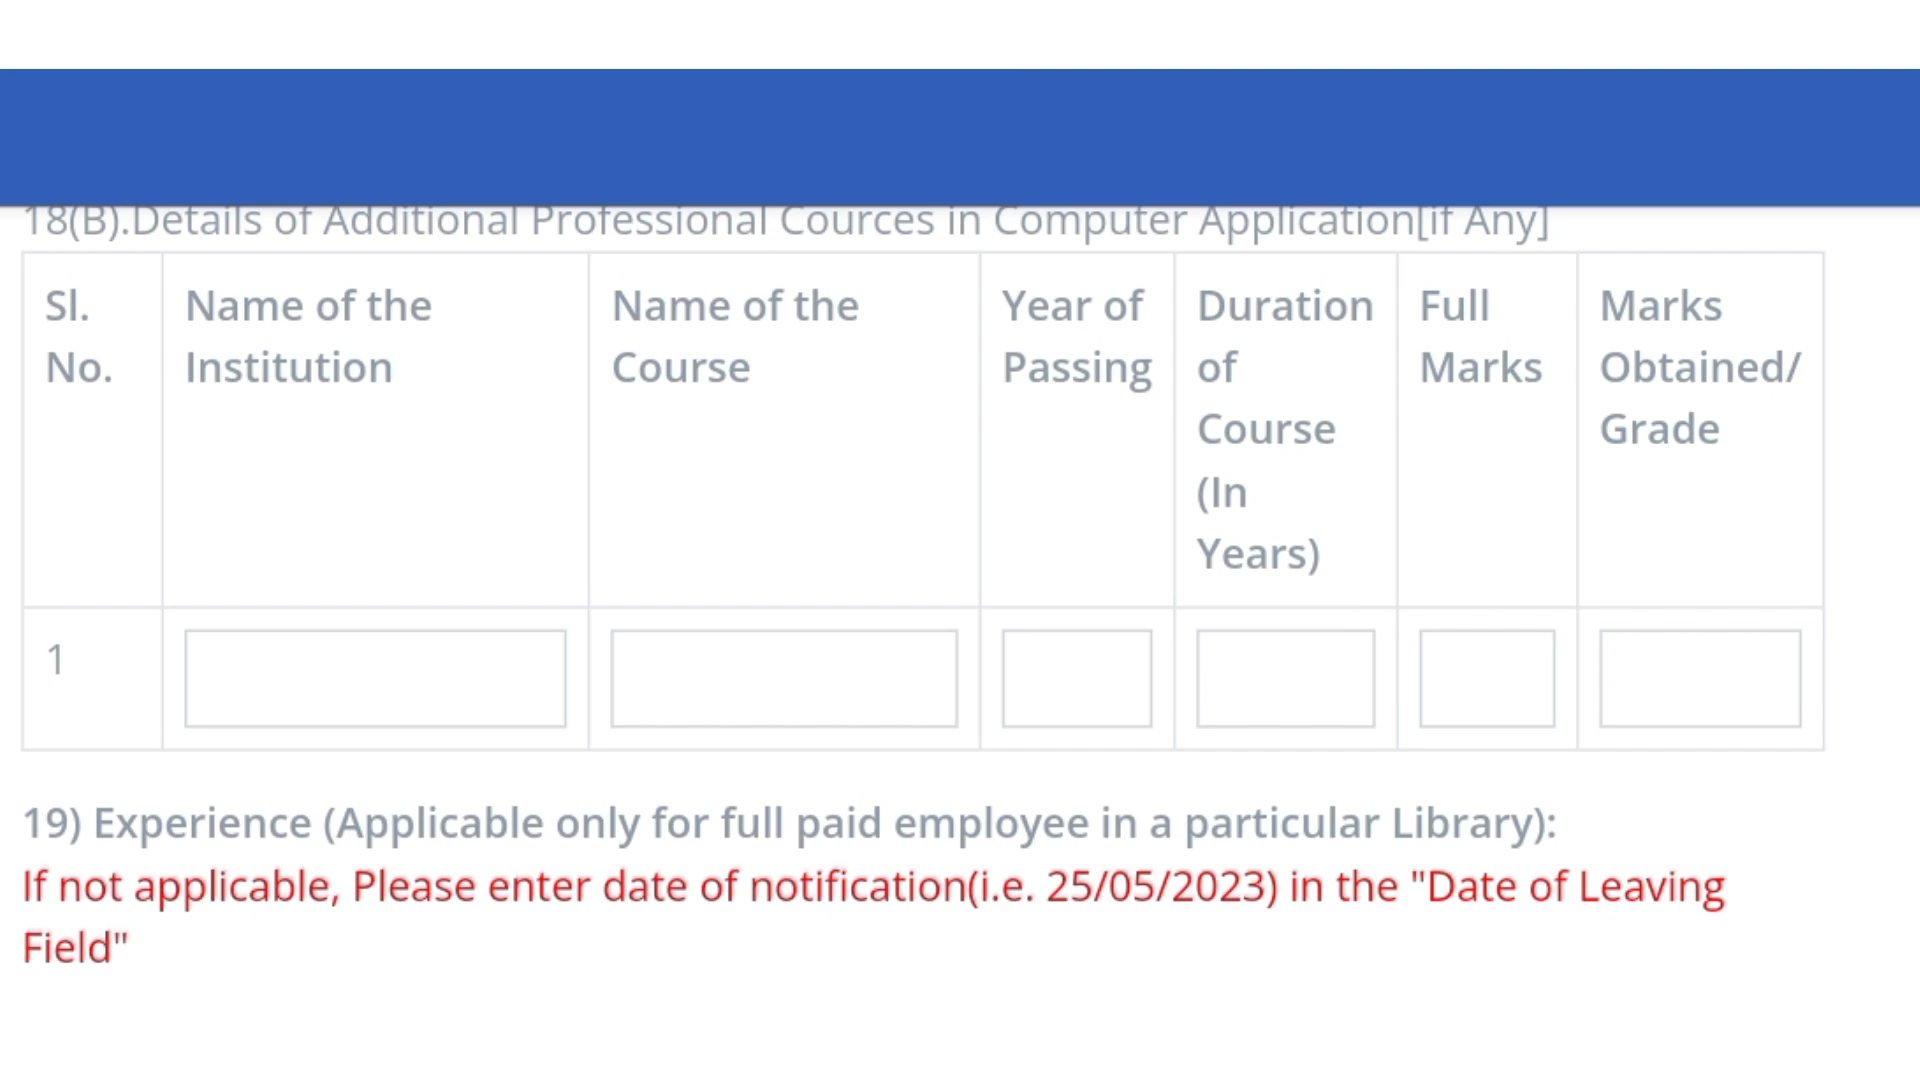 18(B).Details of Additional Professional Cources in Computer Application[if Any]
Sl.
No.
Name of the
Institution
Name of the
Course
Year of
Passing
Duration
of
Course
(In
Years)
Full
Marks
Marks
Obtained/
Grade
1
19) Experience (Applicable only for full paid employee in a particular Library):
If not applicable, Please enter date of notification(i.e. 25/05/2023) in the "Date of Leaving
Field"